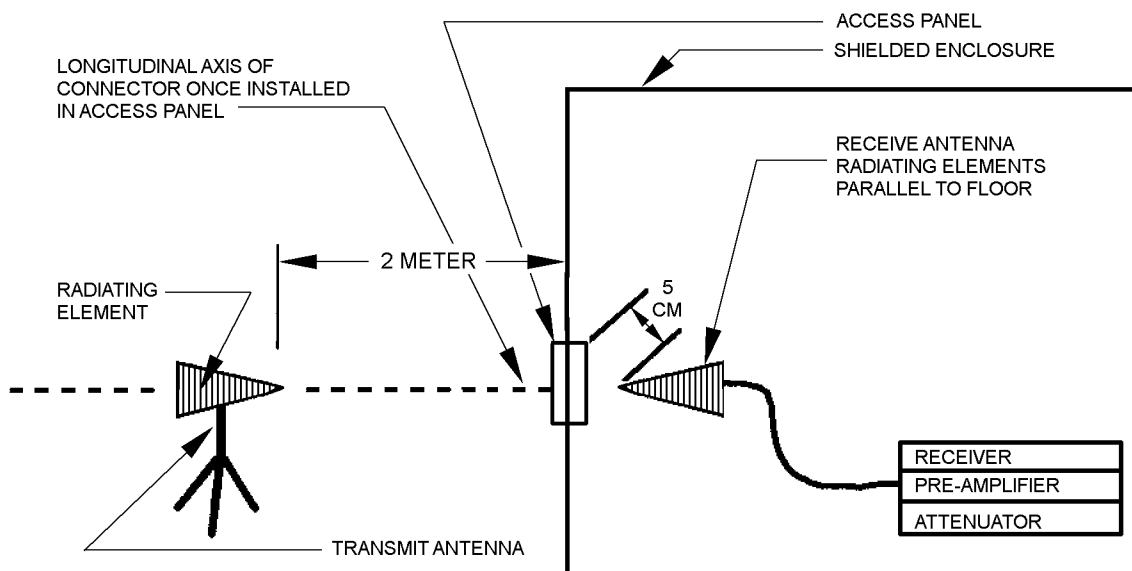 ACCESS PANEL
SHIELDED ENCLOSURE
LONGITUDINAL AXIS OF
CONNECTOR ONCE INSTALLED
IN ACCESS PANEL
RECEIVE ANTENNA
RADIATING ELEMENTS
PARALLEL TO FLOOR
2 METER
RADIATING
ELEMENT
5
CM
RECEIVER
PRE-AMPLIFIER
ATTENUATOR
TRANSMIT ANTENNA